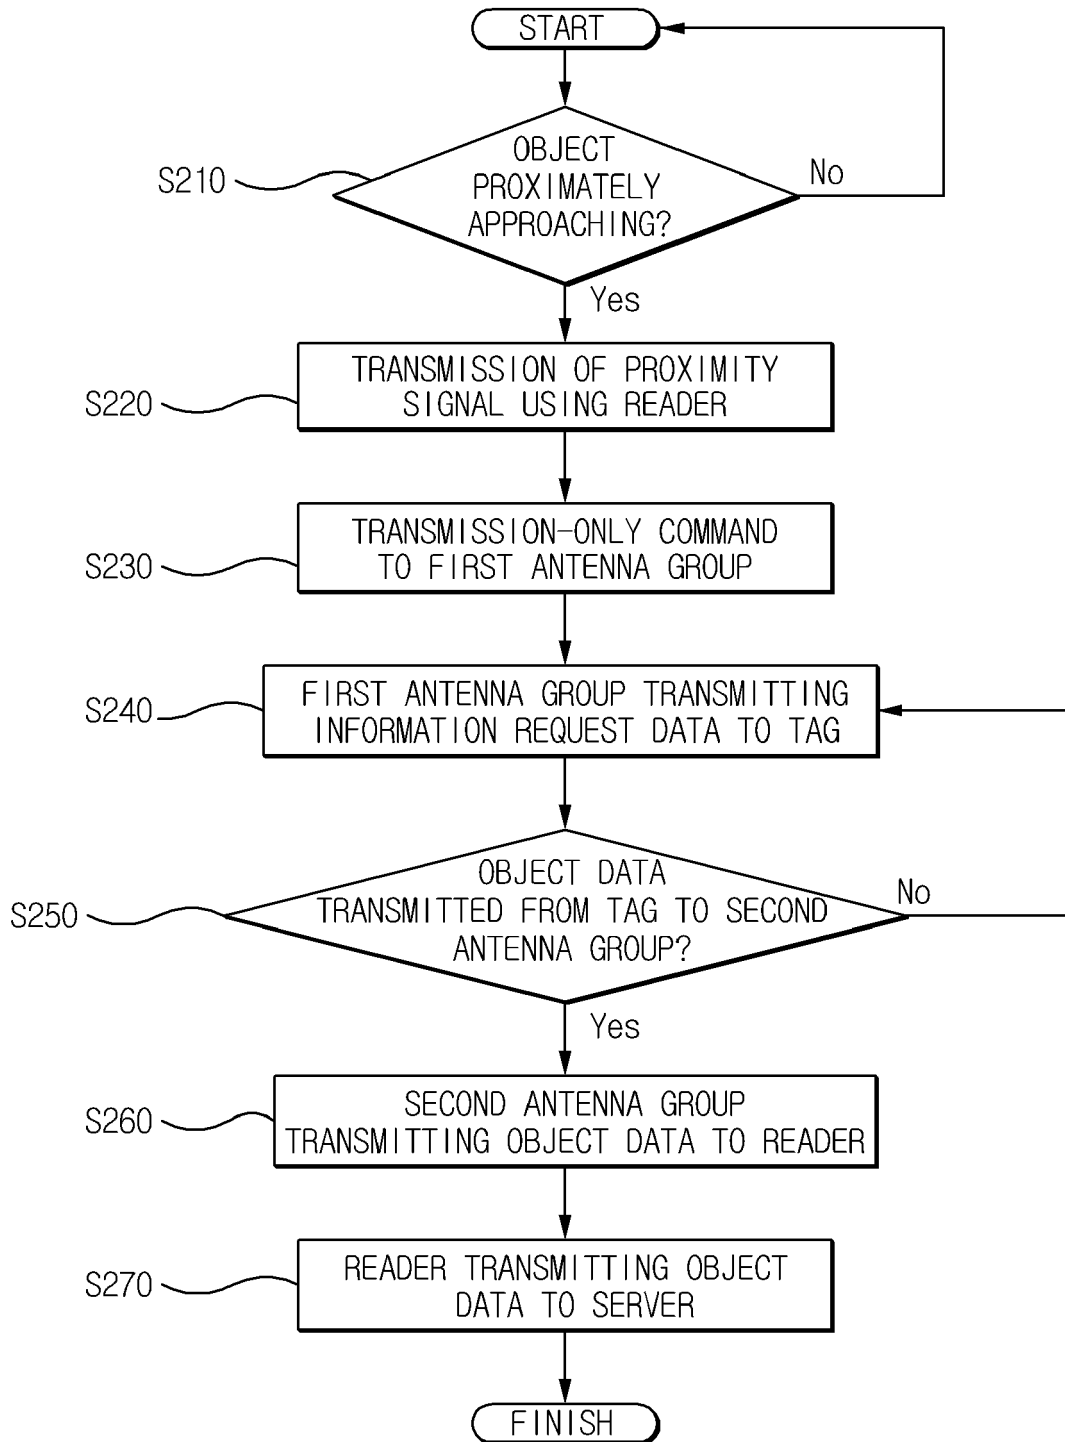 START
OBJECT
PROXIMATELY
APPROACHING?
S210
No
Yes
TRANSMISSION OF PROXIMITY
SIGNAL USING READER
S220
TRANSMISSION-ONLY COMMAND
TO FIRST ANTENNA GROUP
S230
FIRST ANTENNA GROUP TRANSMITTING
INFORMATION REQUEST DATA TO TAG
S240
OBJECT DATA
TRANSMITTED FROM TAG TO SECOND
ANTENNA GROUP?
S250
No
Yes
SECOND ANTENNA GROUP
TRANSMITTING OBJECT DATA TO READER
S260
READER TRANSMITTING OBJECT
DATA TO SERVER
S270
FINISH